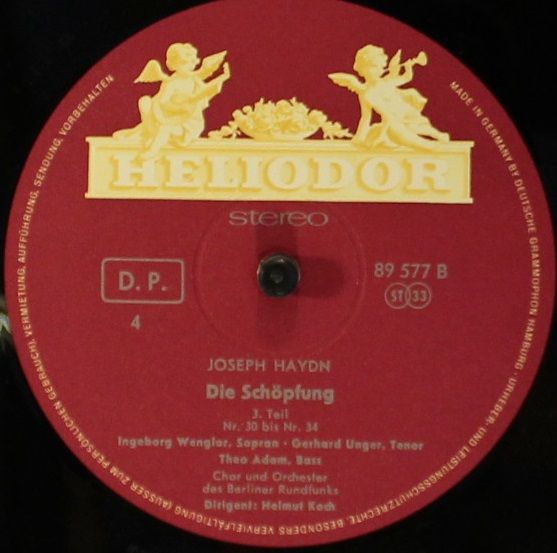 HELIODOR
stereo
D. P.
89 577 B
4
ST 33
JOSEPH HAYDN
Die Schöpfung
3. Teil
Nr. 30 bis Nr. 34
Ingeborg Wenglor, Sopran · Gerhard Unger, Tenor
Theo Adam, Bass
Chor und Orchester
des Berliner Rundfunks
Dirigent: Helmut Koch
MADE IN GERMANY BY DEUTSCHE GRAMMOPHON HAMBURG · URHEBER- UND LEISTUNGSSCHUTZRECHTE, BESONDERS VERVIELFÄLTIGUNG (AUSSER ZUM PERSÖNLICHEN GEBRAUCH), VERMIETUNG, AUFFÜHRUNG, SENDUNG, VORBEHALTEN